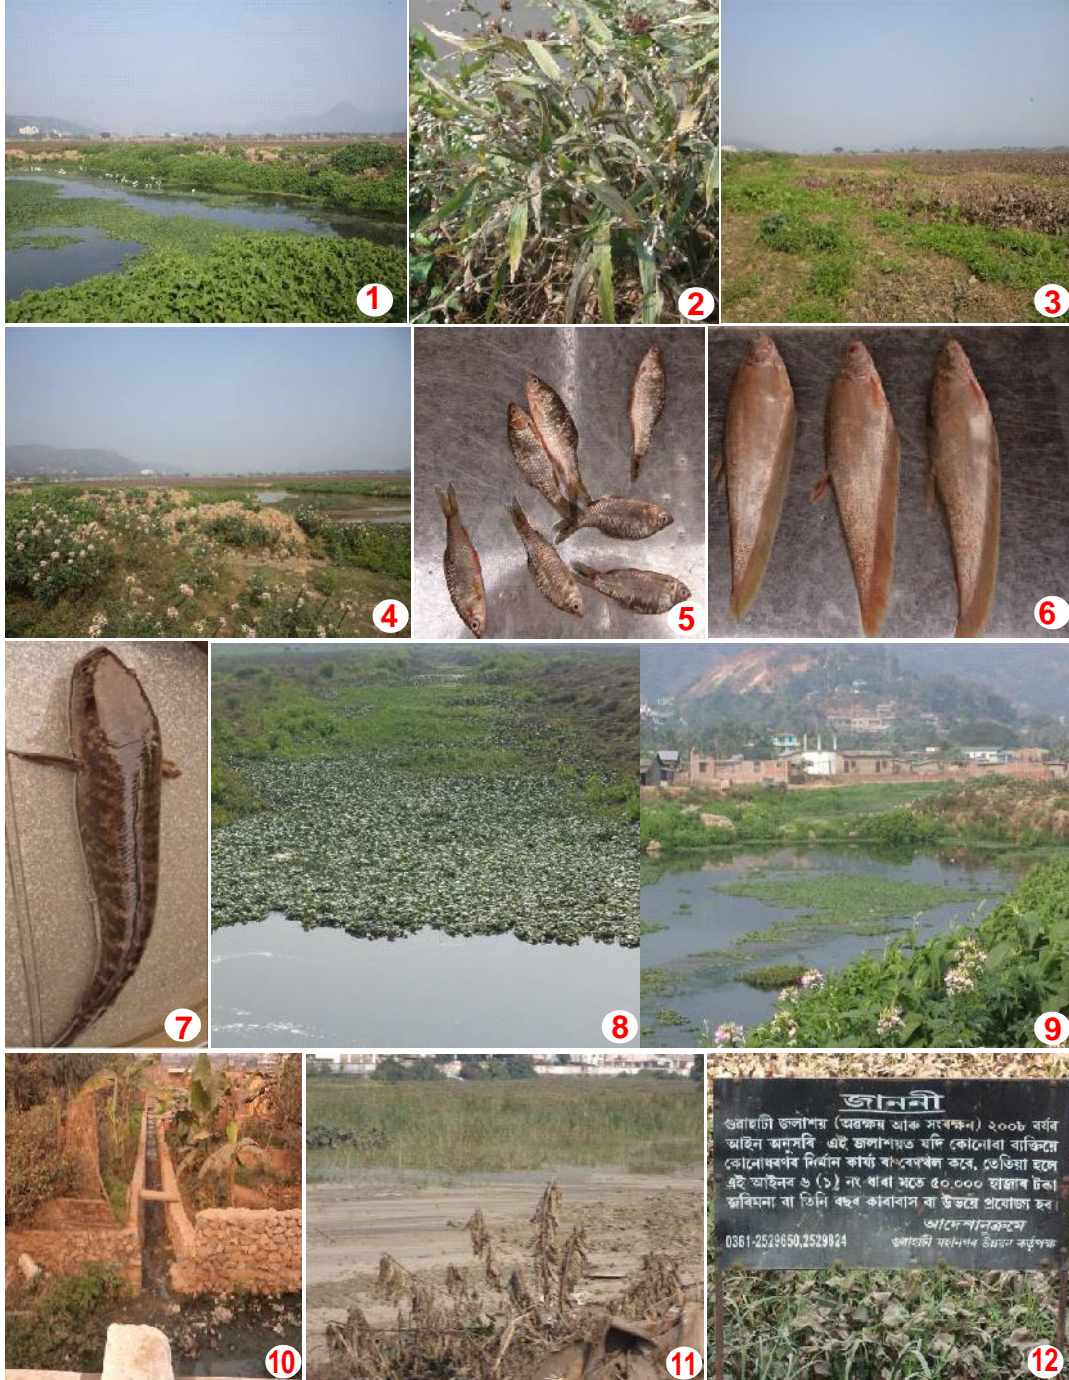 1
2
3
4
5
6
7
8
9
10
11
12
জাননী
গুৱাহাটী জলাশয় (অৱক্ষয় আৰু সংৰক্ষন) ২০০৮ বৰ্ষৰ
আইন অনুসৰি এই জলাশয়ত যদি কোনোবা ব্যক্তিয়ে
কোনোধৰণৰ নিৰ্মান কাৰ্য্য বা বেদখল কৰে, তেতিয়া হলে
এই আইনৰ ৬ (১) নং ধাৰা মতে ৫০,০০০ হাজাৰ টকা
জৰিমনা বা তিনি বছৰ কাৰাবাস বা উভয়ে প্ৰযোজ্য হব।
আদেশানুক্ৰমে
0361-2529650,2529824 গুৱাহাটী মহানগৰ উন্নয়ন কৰ্তৃপক্ষ